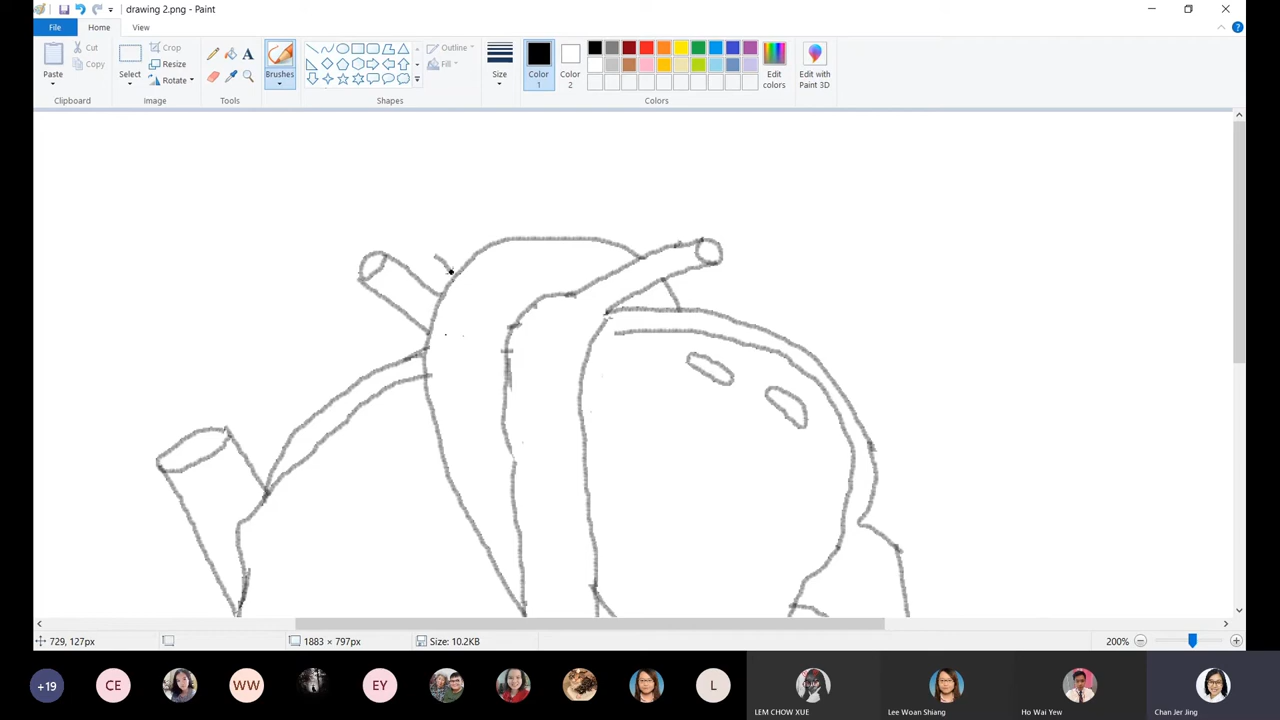 drawing 2.png - Paint
File
Home
View
Paste
Cut
Copy
Clipboard
Select
Crop
Resize
Rotate
Image
A
Tools
Brushes
Outline
Fill
Shapes
Size
Color 1
Color 2
Edit colors
Colors
Edit with Paint 3D
729, 127px
1883 × 797px
Size: 10.2KB
200%
+19
CE
WW
EY
L
LEM CHOW XUE
Lee Woan Shiang
Ho Wai Yew
Chan Jer Jing